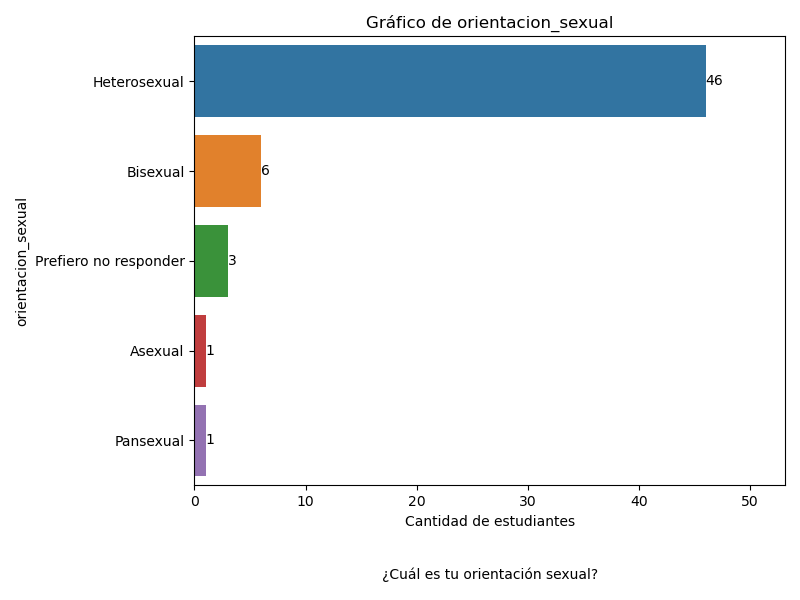 Gráfico de orientacion_sexual
Heterosexual
46
Bisexual
6
Prefiero no responder
3
Asexual
1
Pansexual
1
orientacion_sexual
0 10 20 30 40 50
Cantidad de estudiantes
¿Cuál es tu orientación sexual?